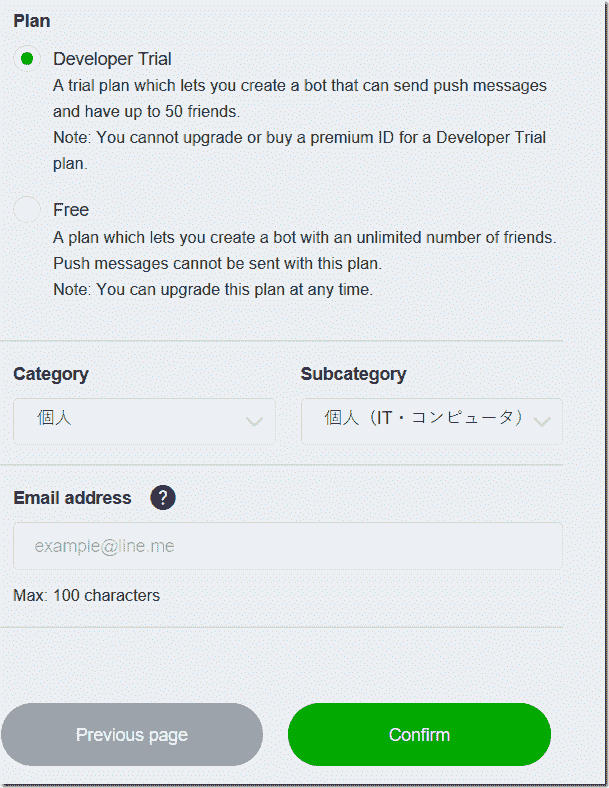 Plan
Developer Trial
A trial plan which lets you create a bot that can send push messages
and have up to 50 friends.
Note: You cannot upgrade or buy a premium ID for a Developer Trial
plan.
Free
A plan which lets you create a bot with an unlimited number of friends.
Push messages cannot be sent with this plan.
Note: You can upgrade this plan at any time.
Category
Subcategory
個人
個人（IT・コンピュータ）
Email address ?
example@line.me
Max: 100 characters
Previous page
Confirm